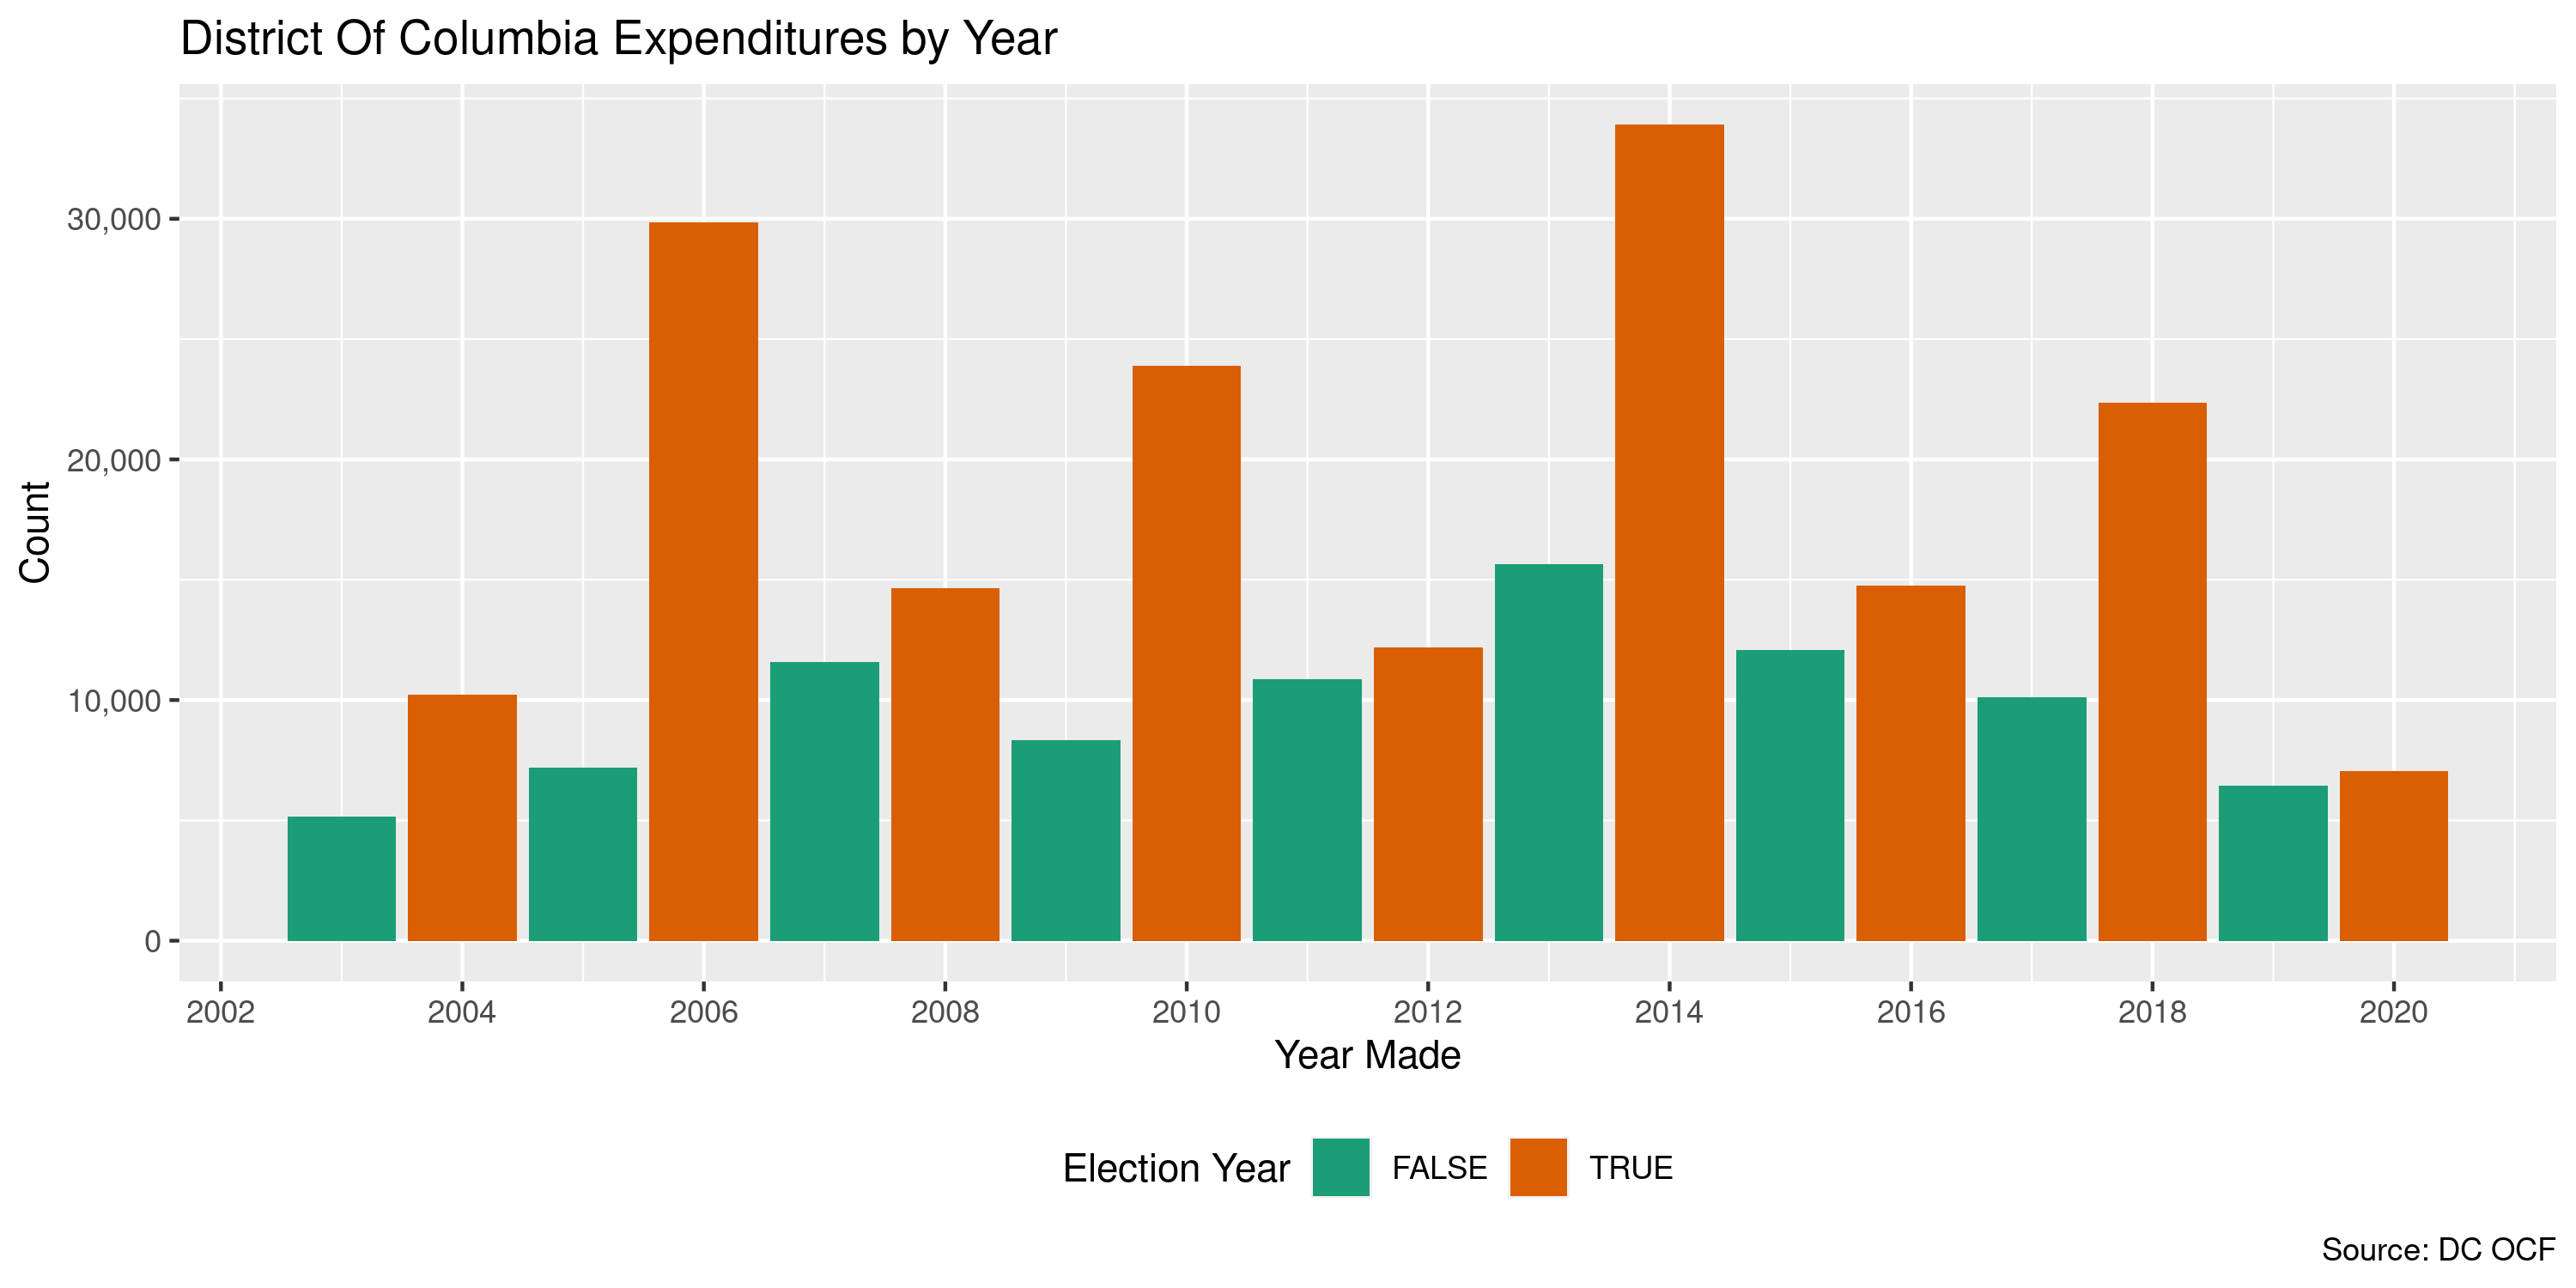 District Of Columbia Expenditures by Year
Count
30,000
20,000
10,000
0
2002 2004 2006 2008 2010 2012 2014 2016 2018 2020
Year Made
Election Year FALSE TRUE
Source: DC OCF